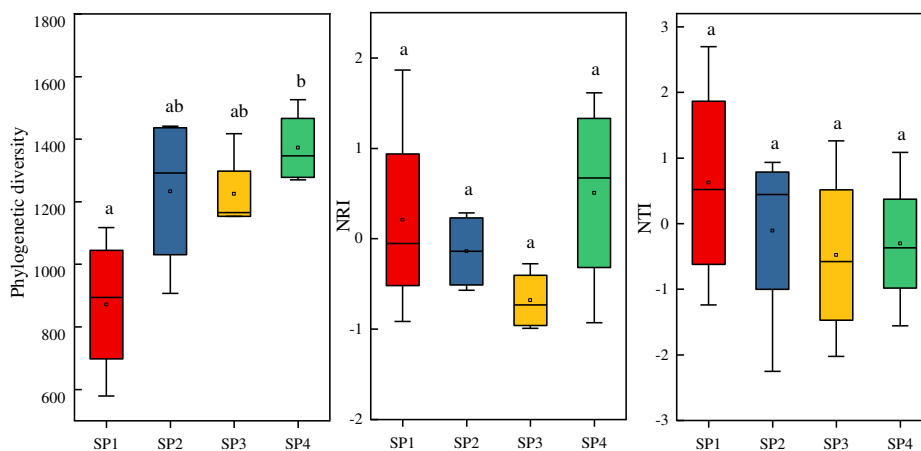 Phylogenetic diversity
1800
1600
1400
1200
1000
800
600
a
ab
ab
b
SP1 SP2 SP3 SP4
NRI
2
1
0
-1
-2
a
a
a
a
SP1 SP2 SP3 SP4
NTI
3
2
1
0
-1
-2
-3
a
a
a
a
SP1 SP2 SP3 SP4